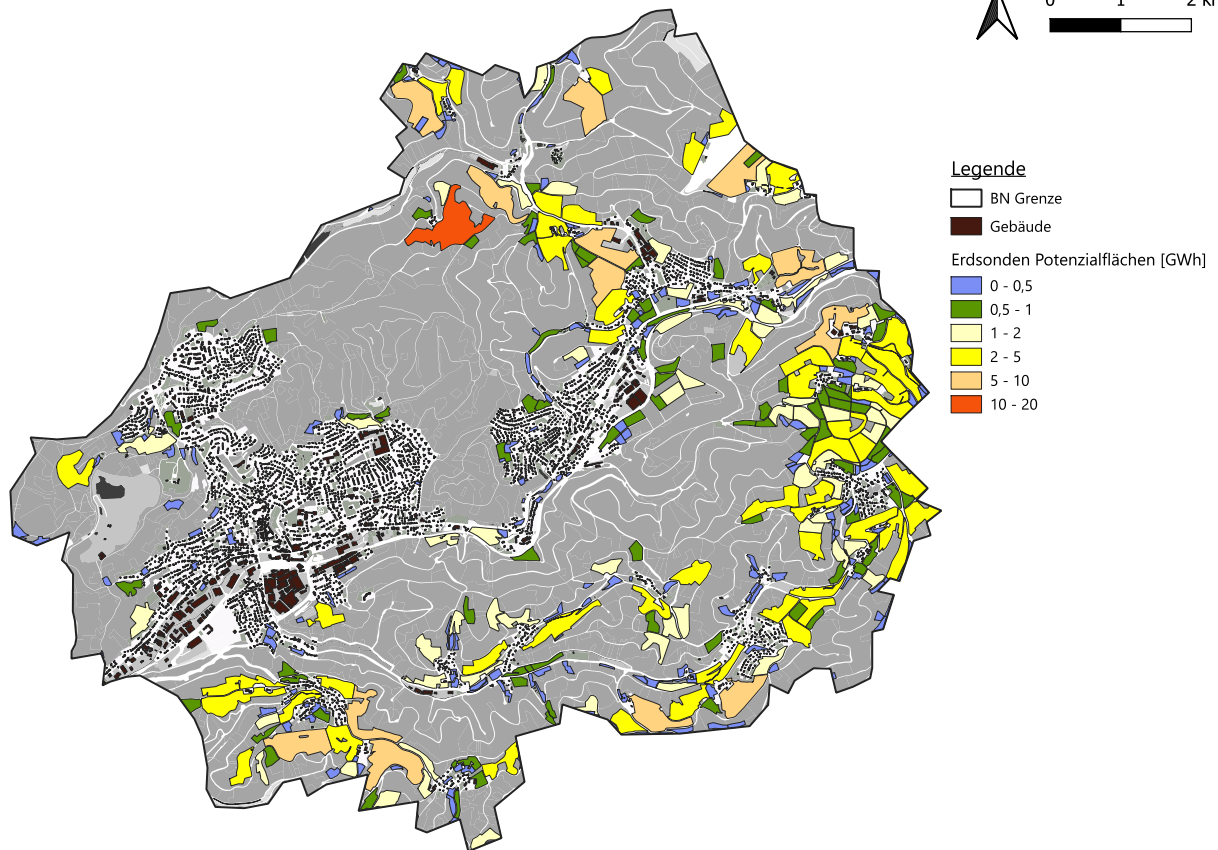 0 1 2 km
Legende
BN Grenze
Gebäude
Erdsonden Potenzialflächen [GWh]
0 - 0,5
0,5 - 1
1 - 2
2 - 5
5 - 10
10 - 20